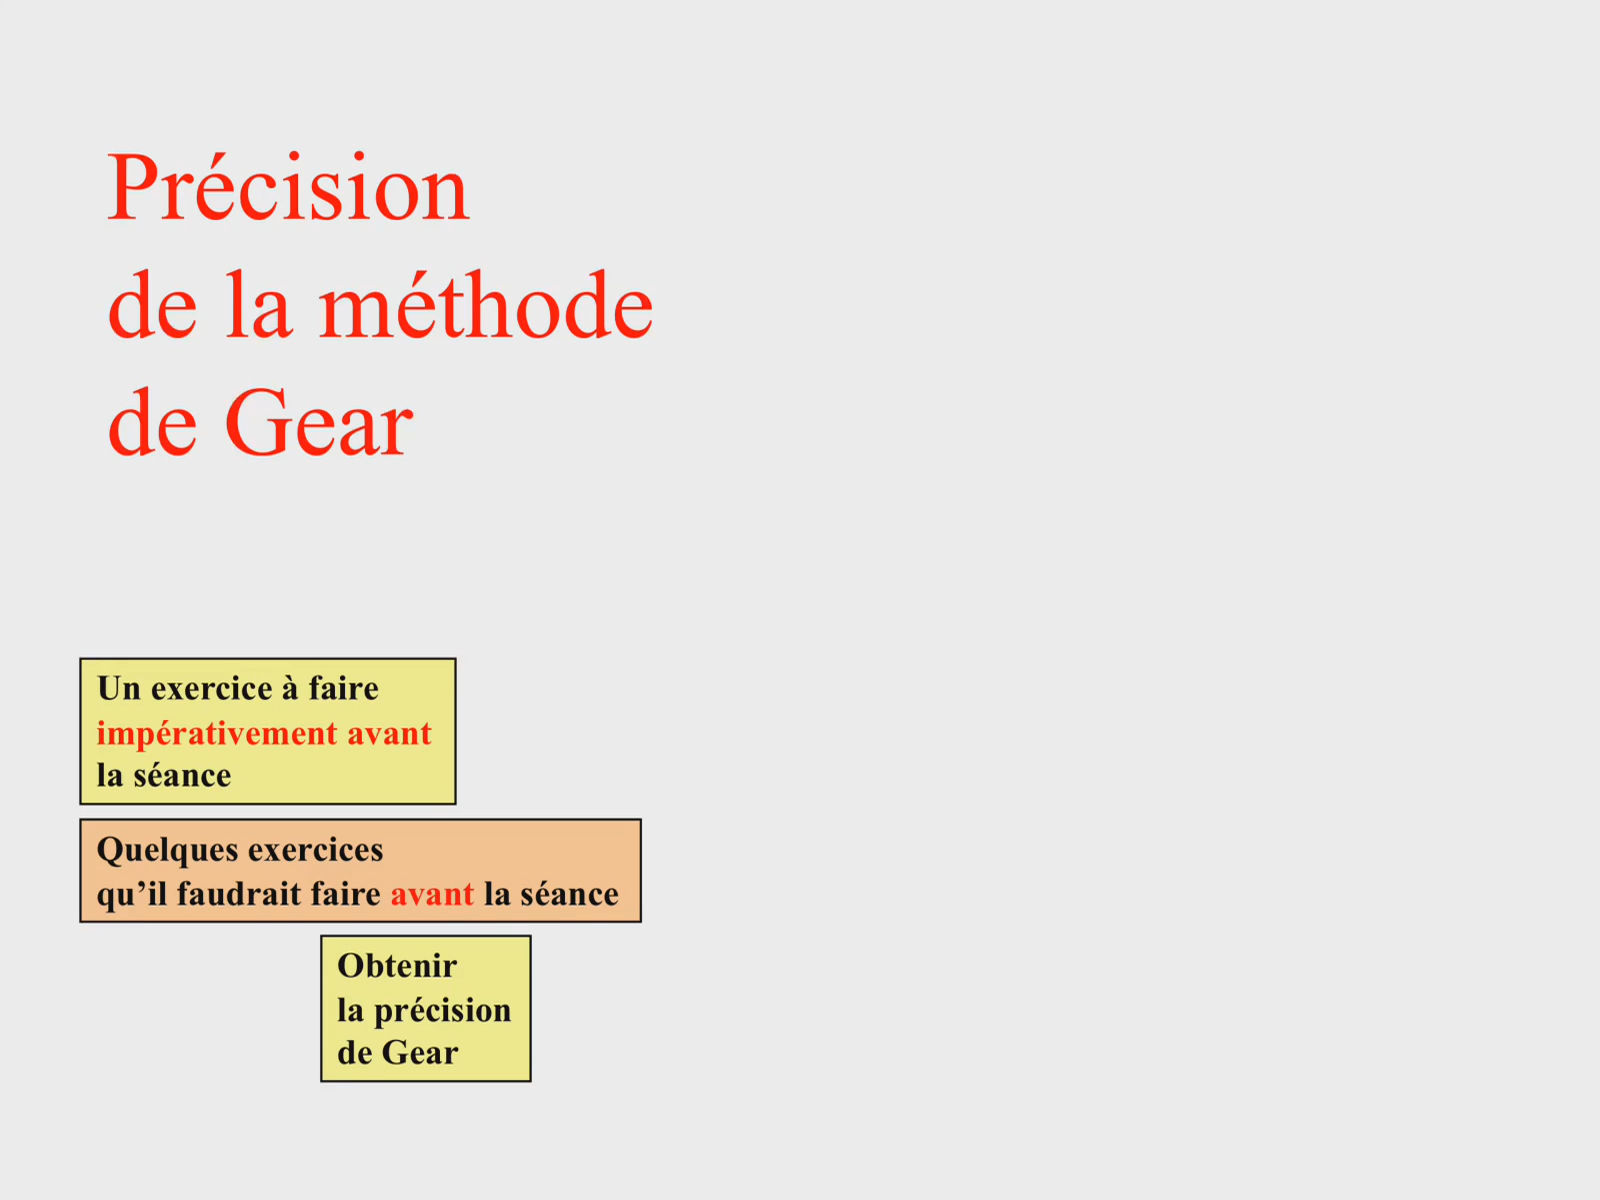 Précision
de la méthode
de Gear
Un exercice à faire
impérativement avant
la séance
Quelques exercices
qu’il faudrait faire avant la séance
Obtenir
la précision
de Gear